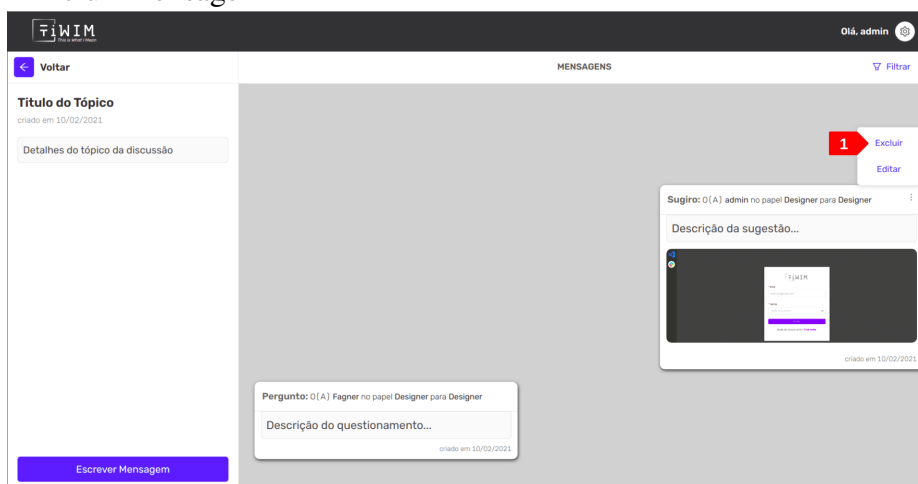 TiWIM
This is What I Mean
Olá, admin
Voltar
MENSAGENS
Filtrar
Titulo do Tópico
criado em 10/02/2021
Detalhes do tópico da discussão
1
Excluir
Editar
Sugiro: O(A) admin no papel Designer para Designer
Descrição da sugestão...
TiWIM
criado em 10/02/2021
Pergunto: O(A) Fagner no papel Designer para Designer
Descrição do questionamento...
criado em 10/02/2021
Escrever Mensagem